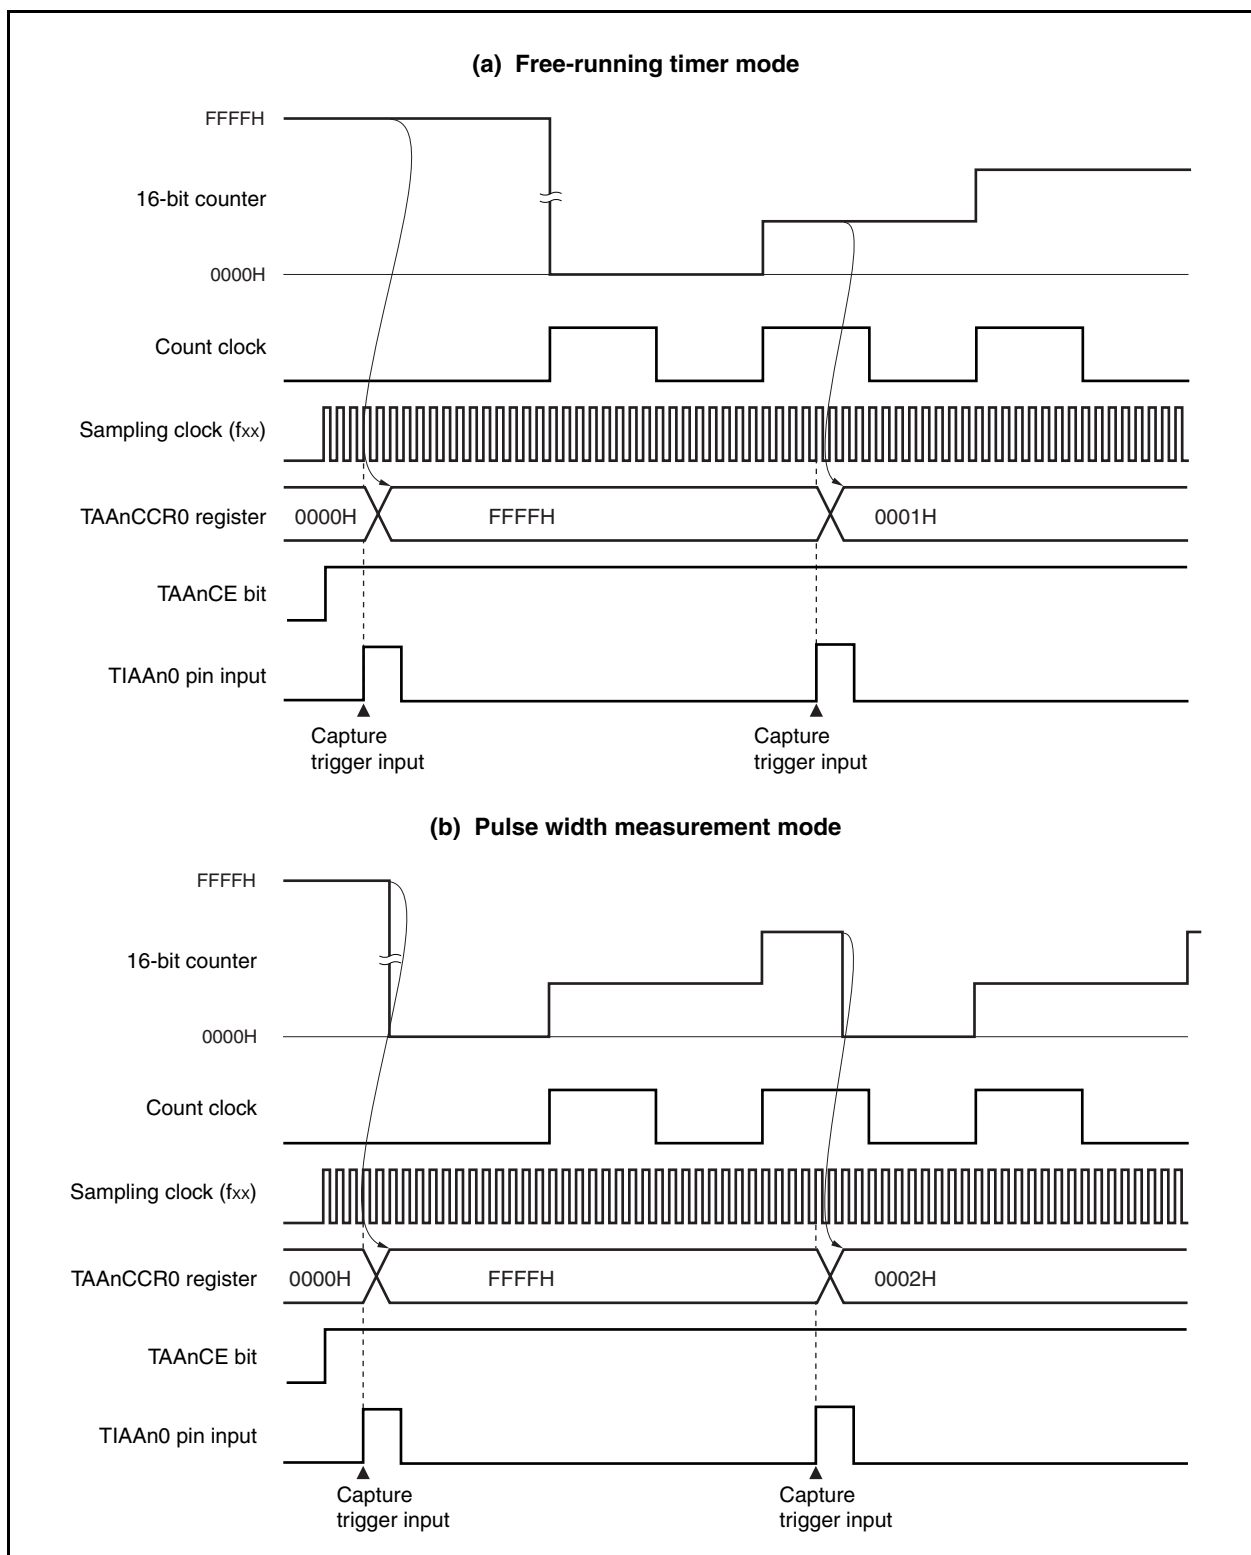 (a) Free-running timer mode
FFFFH
16-bit counter
0000H
Count clock
Sampling clock (fxx)
TAAnCCR0 register
0000H
FFFFH
0001H
TAAnCE bit
TIAAn0 pin input
Capture
trigger input
Capture
trigger input
(b) Pulse width measurement mode
FFFFH
16-bit counter
0000H
Count clock
Sampling clock (fxx)
TAAnCCR0 register
0000H
FFFFH
0002H
TAAnCE bit
TIAAn0 pin input
Capture
trigger input
Capture
trigger input